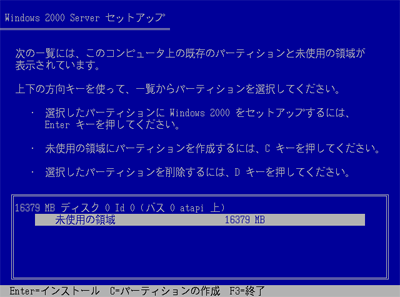 Windows 2000 Server セットアップ
次の一覧には、このコンピュータ上の既存のパーティションと未使用の領域が
表示されています。
上下の方向キーを使って、一覧からパーティションを選択してください。
・ 選択したパーティションに Windows 2000 をセットアップするには、
Enter キーを押してください。
・ 未使用の領域にパーティションを作成するには、C キーを押してください。
・ 選択したパーティションを削除するには、D キーを押してください。
16379 MB ディスク 0 Id 0 (バス 0 atapi 上)
未使用の領域 16379 MB
Enter=インストール C=パーティションの作成 F3=終了